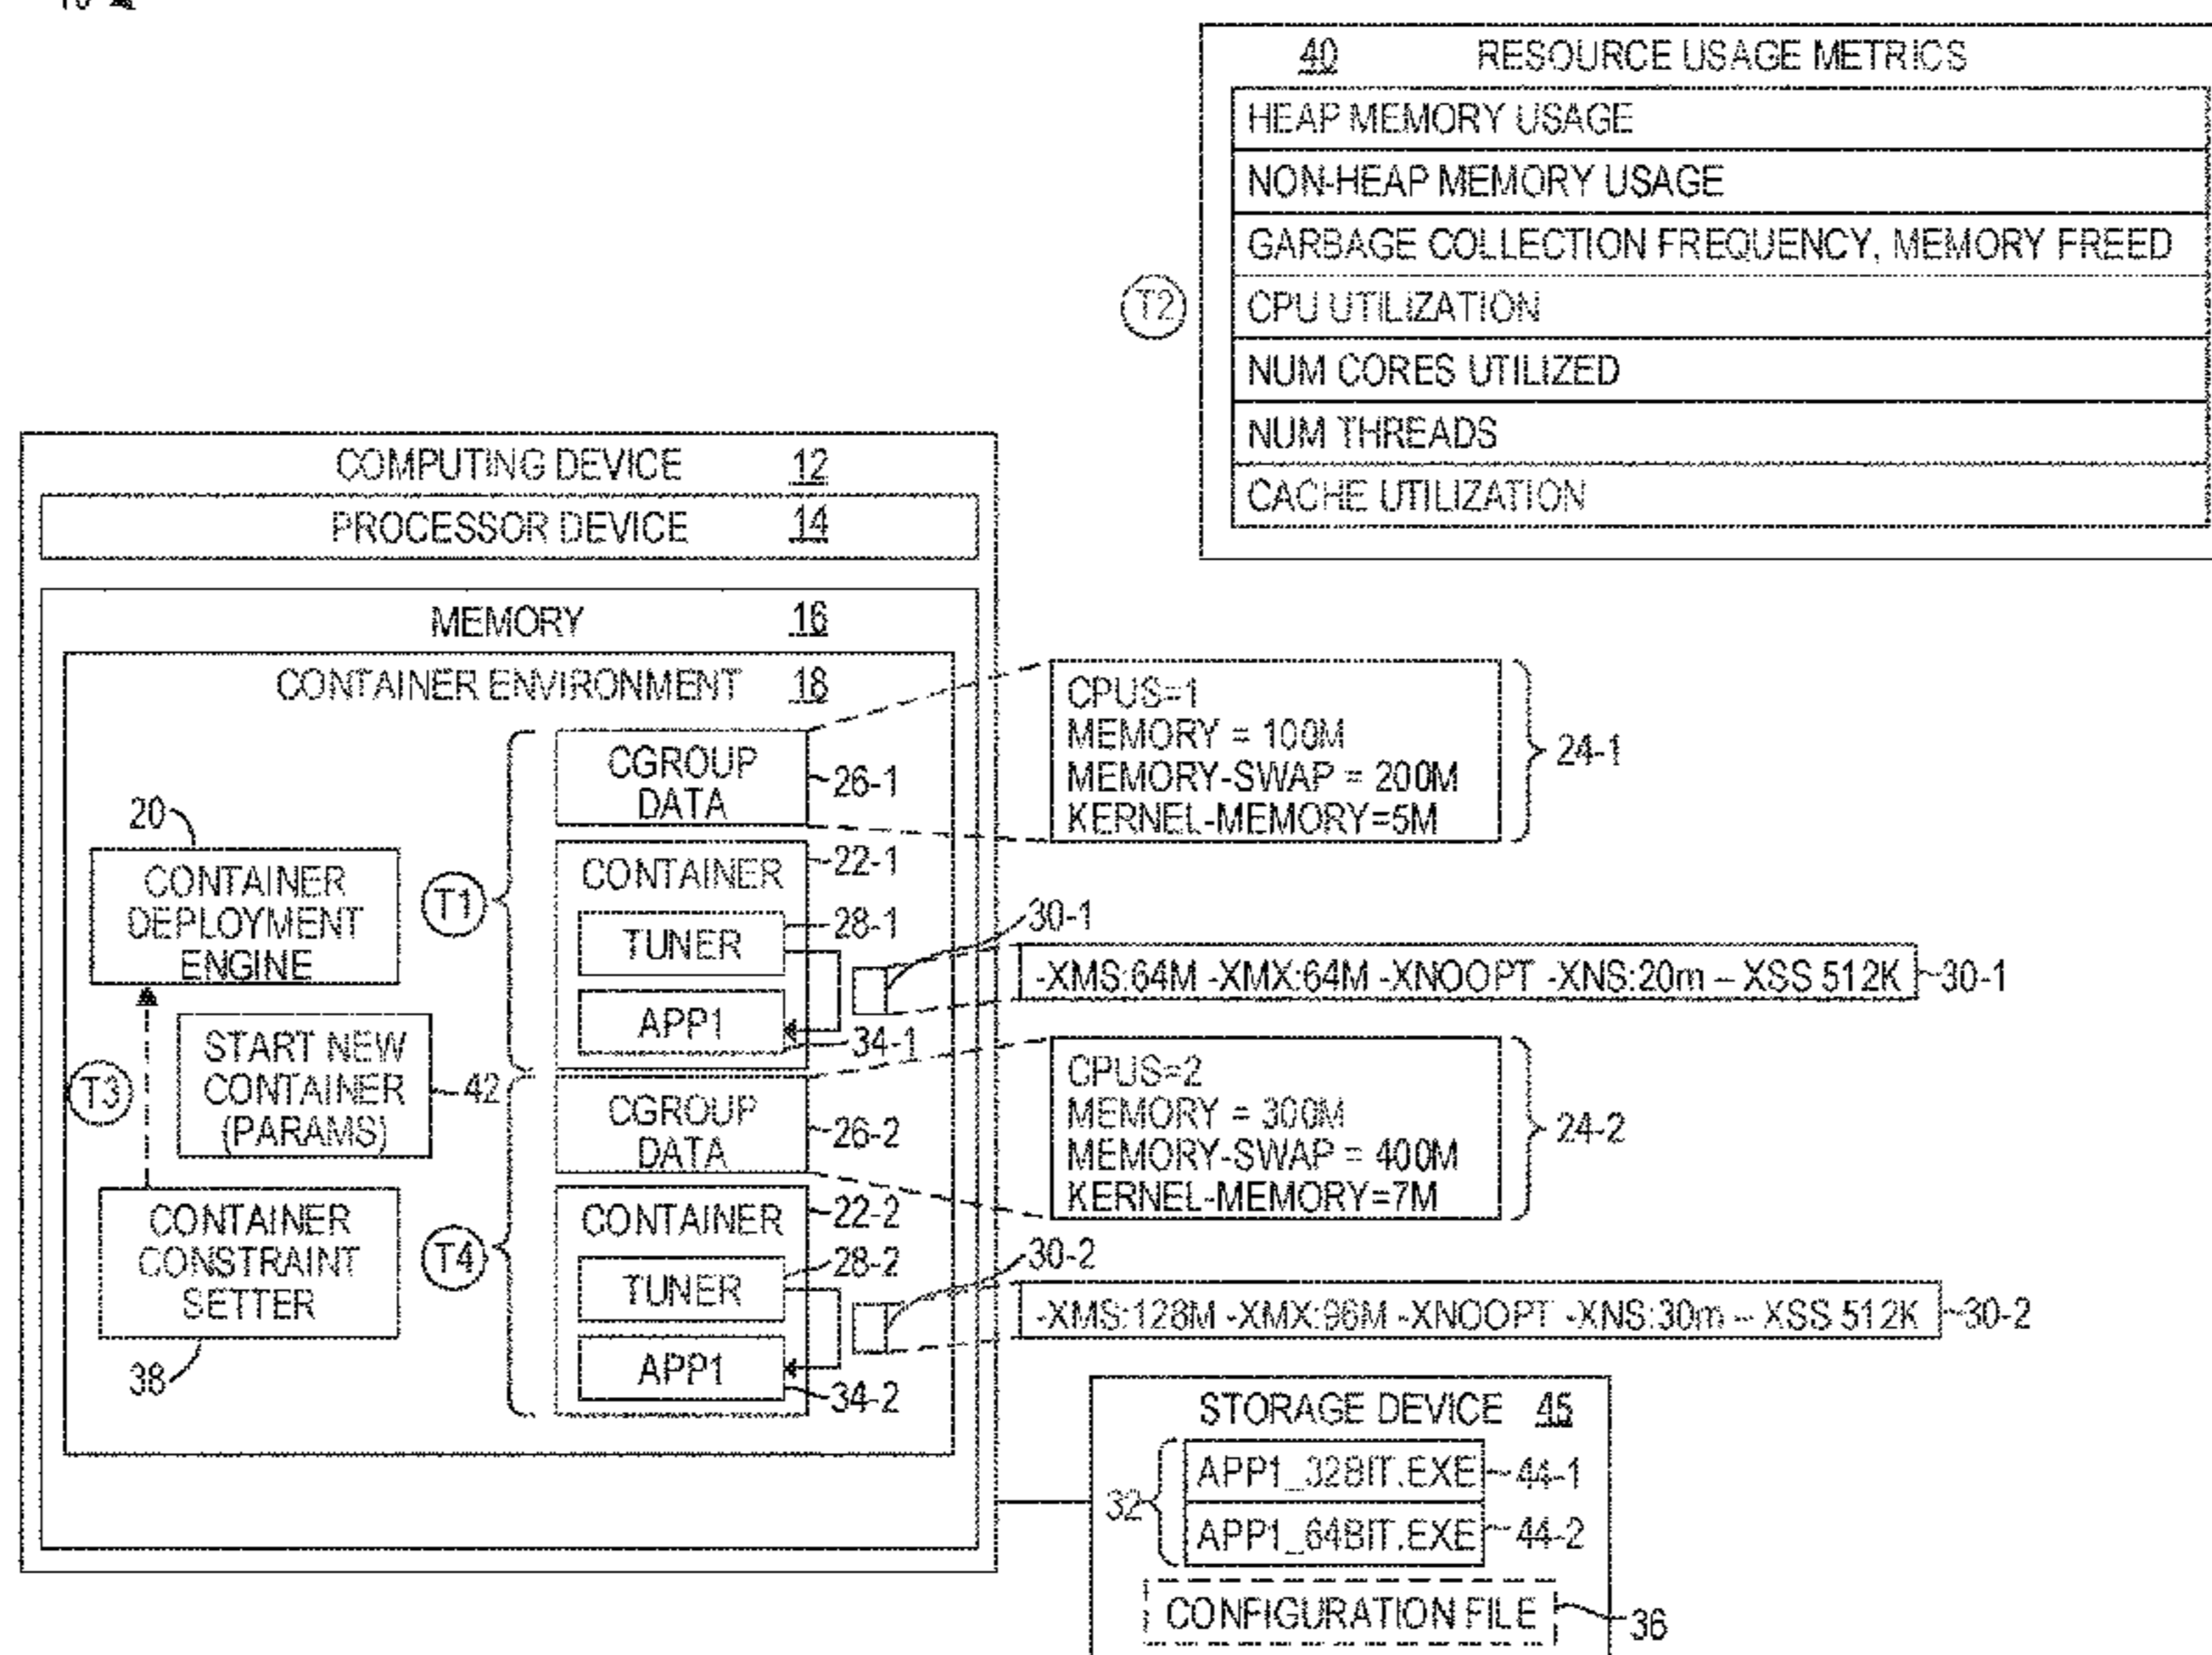 40 RESOURCE USAGE METRICS
HEAP MEMORY USAGE
NON-HEAP MEMORY USAGE
GARBAGE COLLECTION FREQUENCY, MEMORY FREED
T2
CPU UTILIZATION
NUM CORES UTILIZED
NUM THREADS
CACHE UTILIZATION
COMPUTING DEVICE 12
PROCESSOR DEVICE 14
MEMORY 16
CONTAINER ENVIRONMENT 18
20
CONTAINER
DEPLOYMENT
ENGINE
T3
START NEW
CONTAINER
(PARAMS)
42
CONTAINER
CONSTRAINT
SETTER
38
T1
CGROUP
DATA
26-1
CONTAINER
22-1
TUNER
28-1
APP1
34-1
30-1
T4
CGROUP
DATA
26-2
CONTAINER
22-2
TUNER
28-2
APP1
34-2
30-2
CPUS=1
MEMORY = 100M
MEMORY-SWAP = 200M
KERNEL-MEMORY=5M
24-1
-XMS:64M -XMX:64M -XNOOPT -XNS:20m – XSS 512K
30-1
CPUS=2
MEMORY = 300M
MEMORY-SWAP = 400M
KERNEL-MEMORY=7M
24-2
-XMS:128M -XMX:96M -XNOOPT -XNS:30m – XSS 512K
30-2
STORAGE DEVICE 45
32
APP1_32BIT.EXE
44-1
APP1_64BIT.EXE
44-2
CONFIGURATION FILE
36